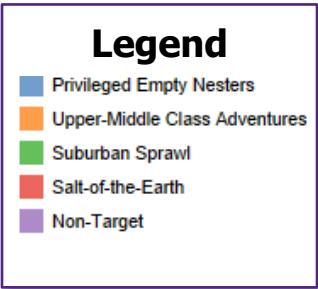 Legend
Privileged Empty Nesters
Upper-Middle Class Adventures
Suburban Sprawl
Salt-of-the-Earth
Non-Target